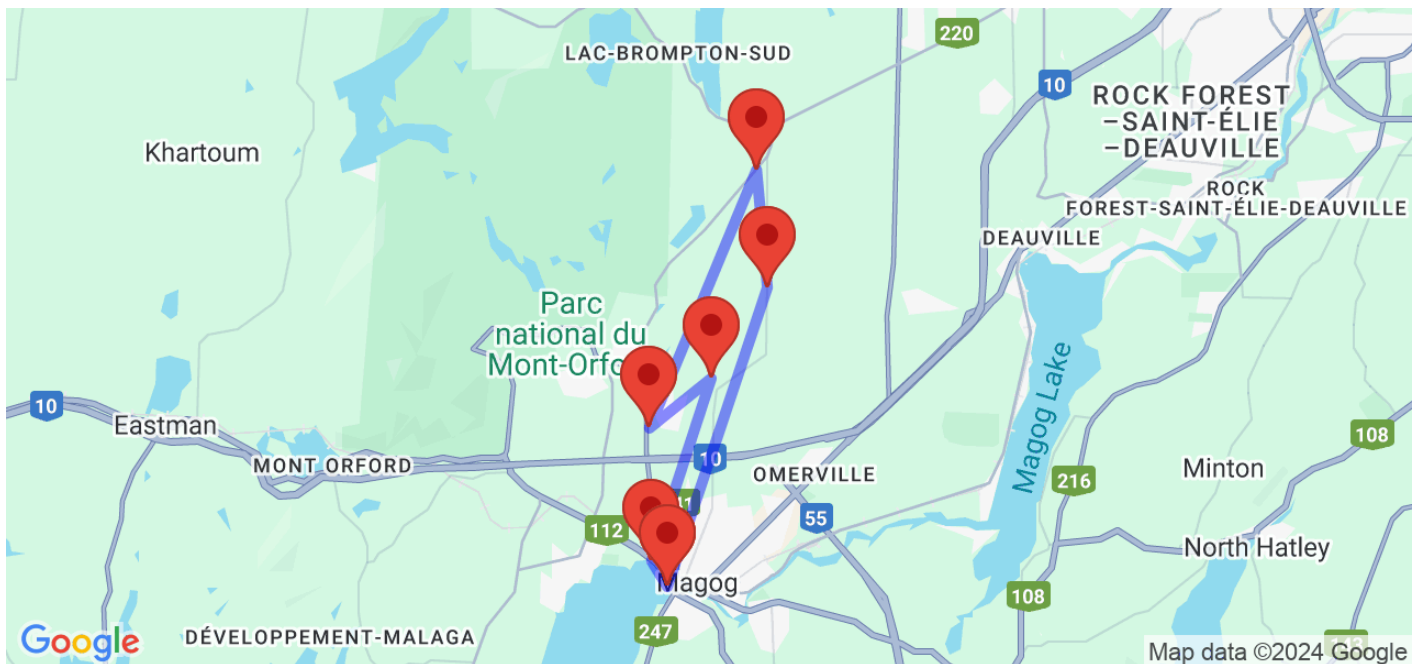 220
LAC-BROMPTON-SUD
10
ROCK FOREST
–SAINT-ÉLIE
–DEAUVILLE
Khartoum
ROCK
FOREST-SAINT-ÉLIE-DEAUVILLE
DEAUVILLE
Parc
national du
Mont-Orfo
Magog Lake
10
Eastman
108
10
MONT ORFORD
OMERVILLE
Minton
216
112
55
North Hatley
Magog
108
247
DÉVELOPPEMENT-MALAGA
Google
Map data ©2024 Google